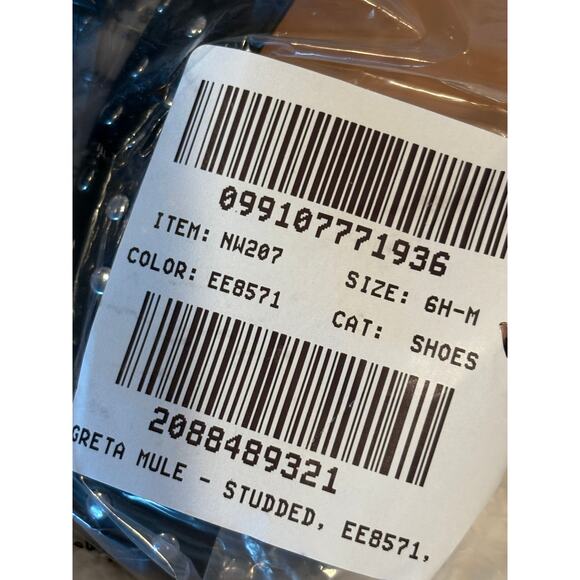 099107771936
ITEM: NW207 SIZE: 6H-M
COLOR: EE8571 CAT: SHOES
2088489321
GRETA MULE - STUDDED, EE8571,